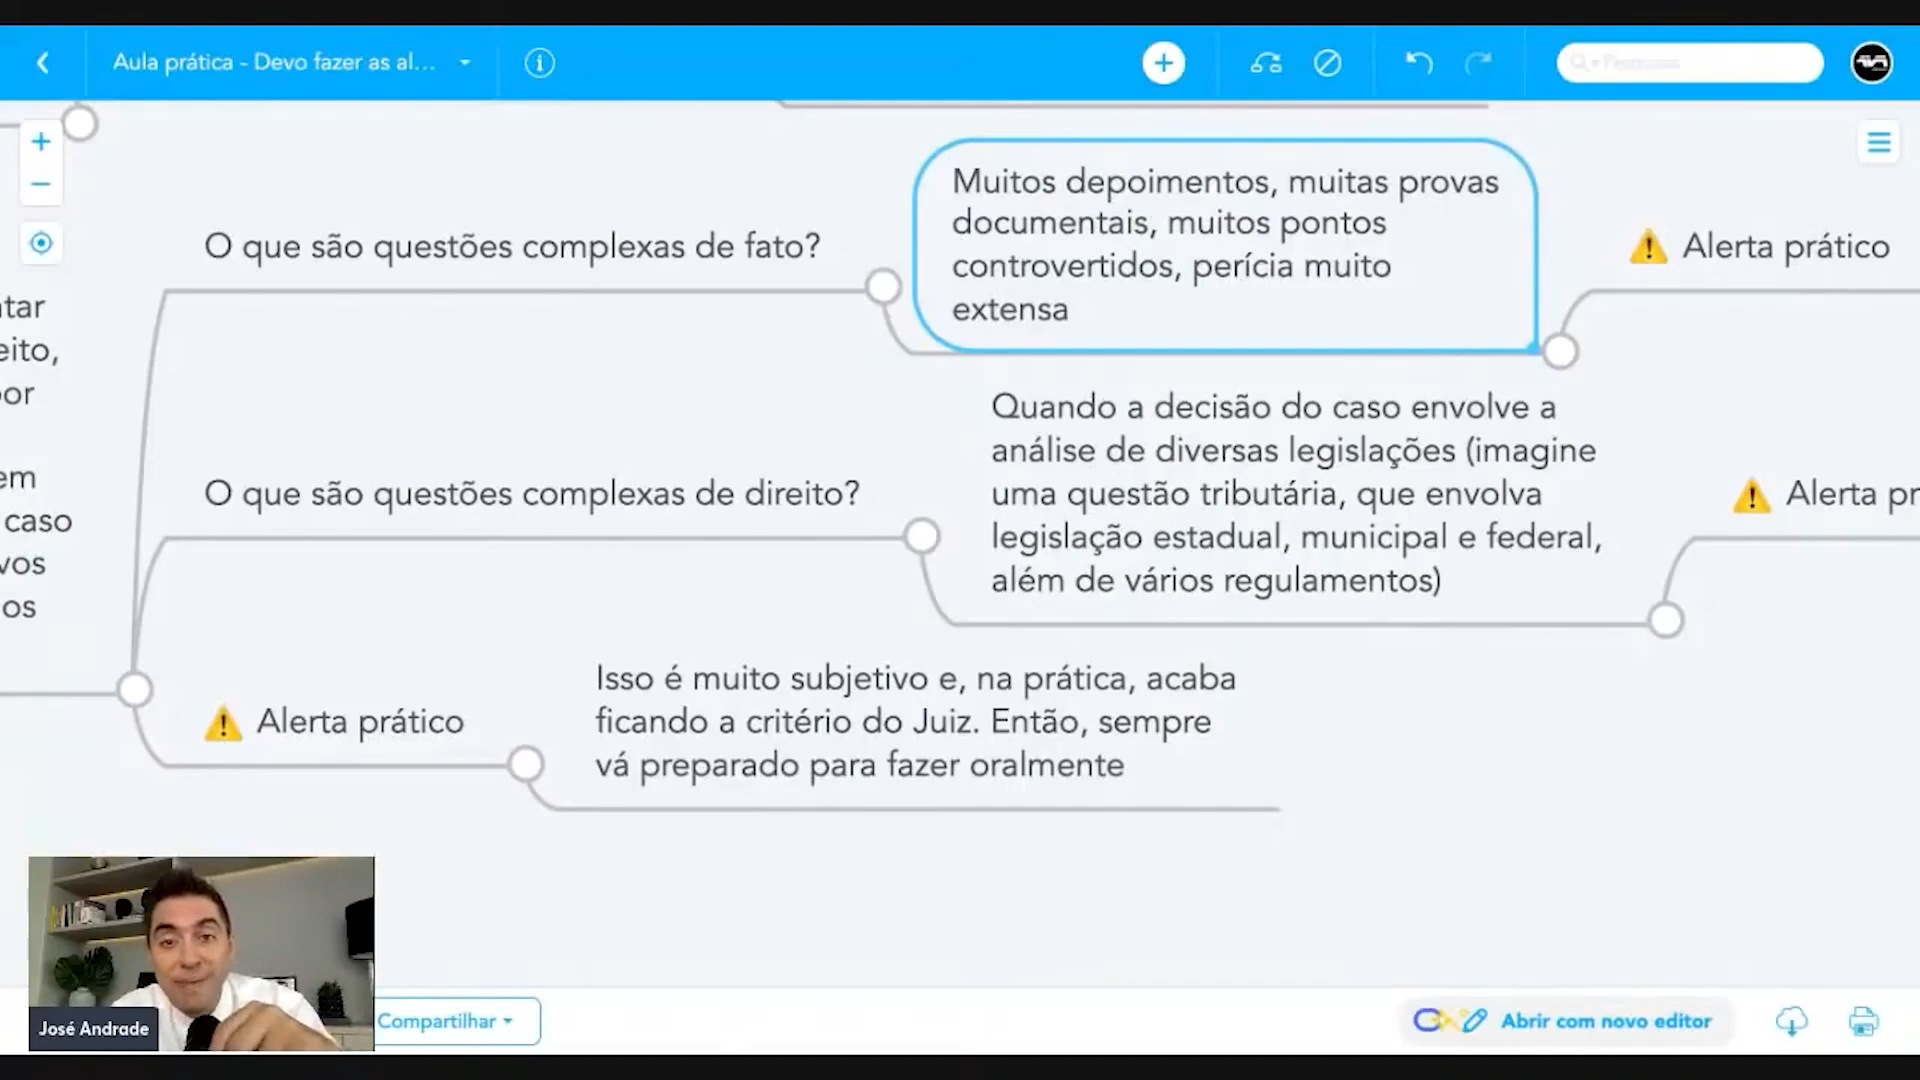 Aula prática - Devo fazer as al...
Muitos depoimentos, muitas provas
documentais, muitos pontos
controvertidos, perícia muito
extensa
O que são questões complexas de fato?
Alerta prático
tar
eito,
or
em
caso
vos
os
Quando a decisão do caso envolve a
análise de diversas legislações (imagine
uma questão tributária, que envolva
legislação estadual, municipal e federal,
além de vários regulamentos)
O que são questões complexas de direito?
Alerta pr
Isso é muito subjetivo e, na prática, acaba
ficando a critério do Juiz. Então, sempre
vá preparado para fazer oralmente
Alerta prático
José Andrade
Compartilhar
Abrir com novo editor